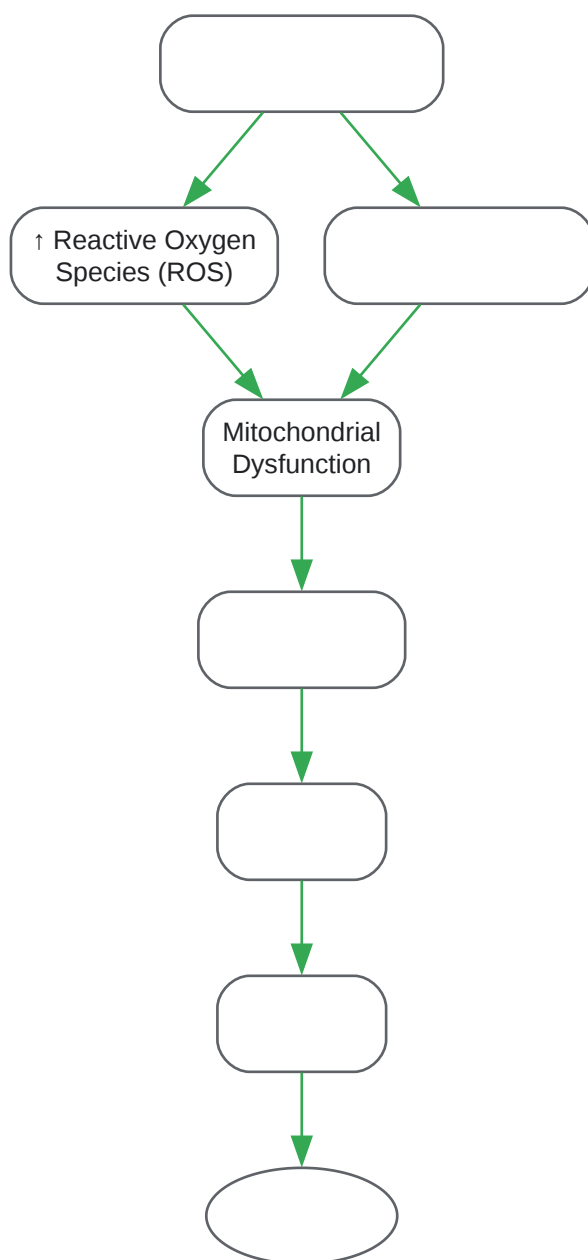 ↑ Reactive Oxygen
Species (ROS)
Mitochondrial
Dysfunction